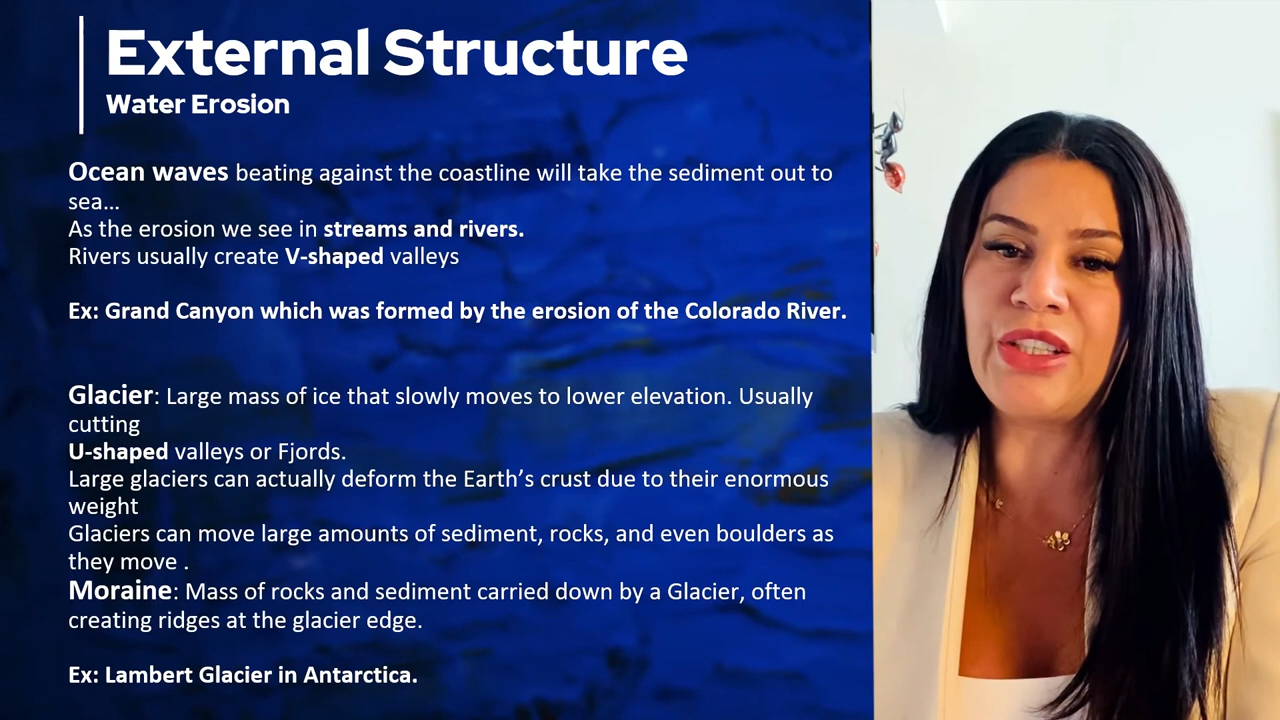 External Structure
Water Erosion
Ocean waves beating against the coastline will take the sediment out to
sea…
As the erosion we see in streams and rivers.
Rivers usually create V-shaped valleys
Ex: Grand Canyon which was formed by the erosion of the Colorado River.
Glacier: Large mass of ice that slowly moves to lower elevation. Usually
cutting
U-shaped valleys or Fjords.
Large glaciers can actually deform the Earth’s crust due to their enormous
weight
Glaciers can move large amounts of sediment, rocks, and even boulders as
they move .
Moraine: Mass of rocks and sediment carried down by a Glacier, often
creating ridges at the glacier edge.
Ex: Lambert Glacier in Antarctica.